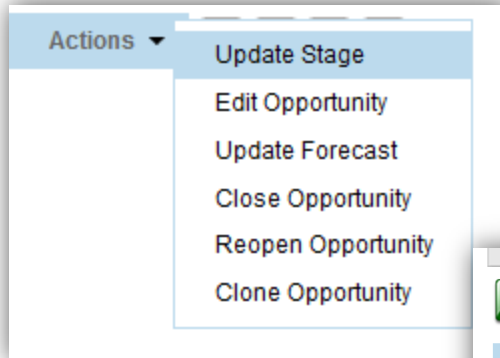 Actions
Update Stage
Edit Opportunity
Update Forecast
Close Opportunity
Reopen Opportunity
Clone Opportunity